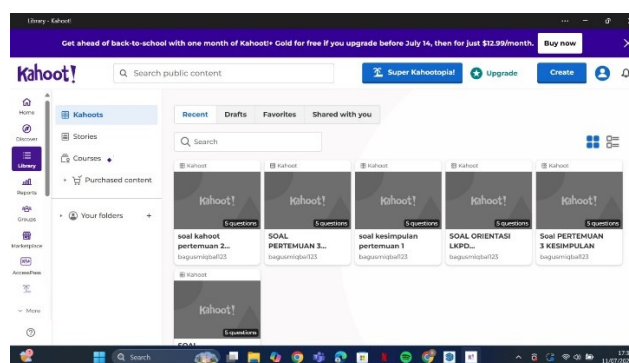 Library - Kahoot!
Get ahead of back-to-school with one month of Kahoot!+ Gold for free if you upgrade before July 14, then for just $12.99/month.
Buy now
Kahoot!
Search public content
Super Kahootopia!
Upgrade
Create
Home
Discover
Library
Reports
Groups
Marketplace
AccessPass
More
Kahoots
Stories
Courses
Purchased content
Your folders +
Recent Drafts Favorites Shared with you
Search
Kahoot Kahoot Kahoot Kahoot Kahoot
Kahoot! Kahoot! Kahoot! Kahoot! Kahoot!
5 questions 5 questions 5 questions 5 questions 5 questions
soal kahoot SOAL soal kesimpulan SOAL ORIENTASI Soal PERTEMUAN
pertemuan 2... PERTEMUAN 3... pertemuan 1 LKPD... 3 KESIMPULAN
bagusmiqbal123 bagusmiqbal123 bagusmiqbal123 bagusmiqbal123 bagusmiqbal123
Kahoot
Kahoot!
5 questions
SOAL
Search